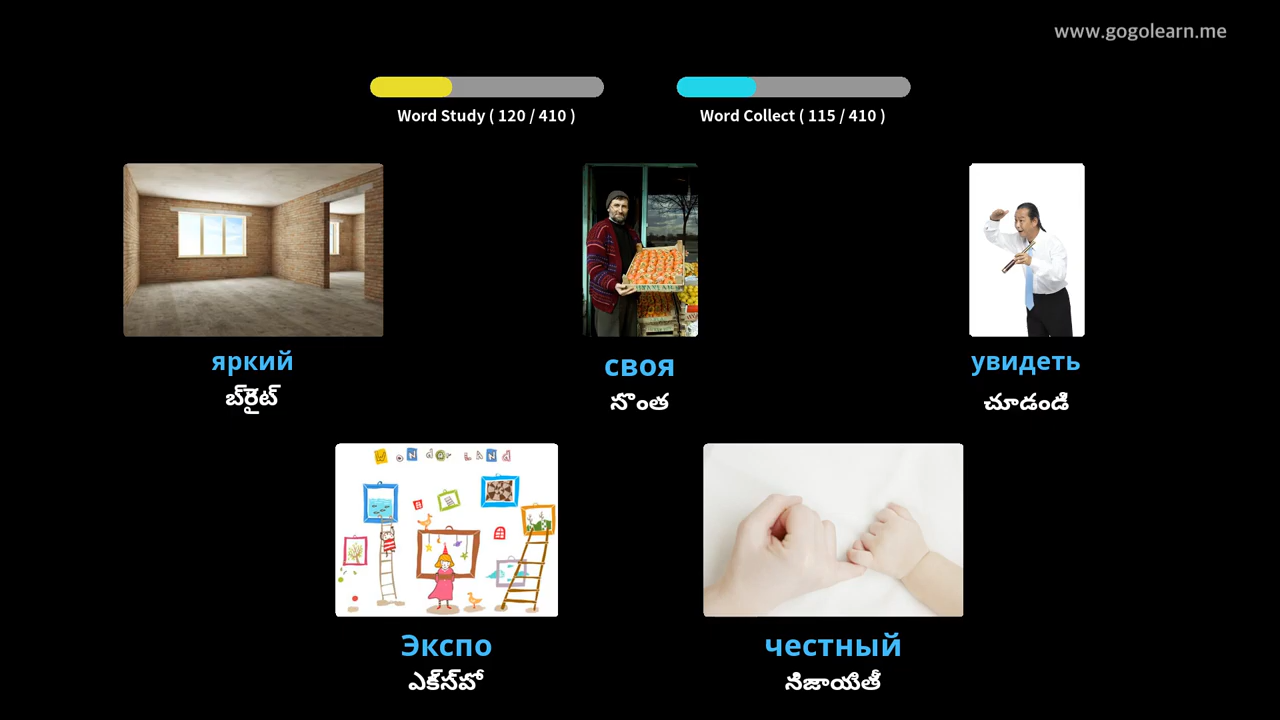 www.gogolearn.me
Word Study ( 120 / 410 )
Word Collect ( 115 / 410 )
яркий
బ్రైట్
своя
సొంత
увидеть
చూడండి
Экспо
ఎక్స్‌పో
честный
నిజాయితీ